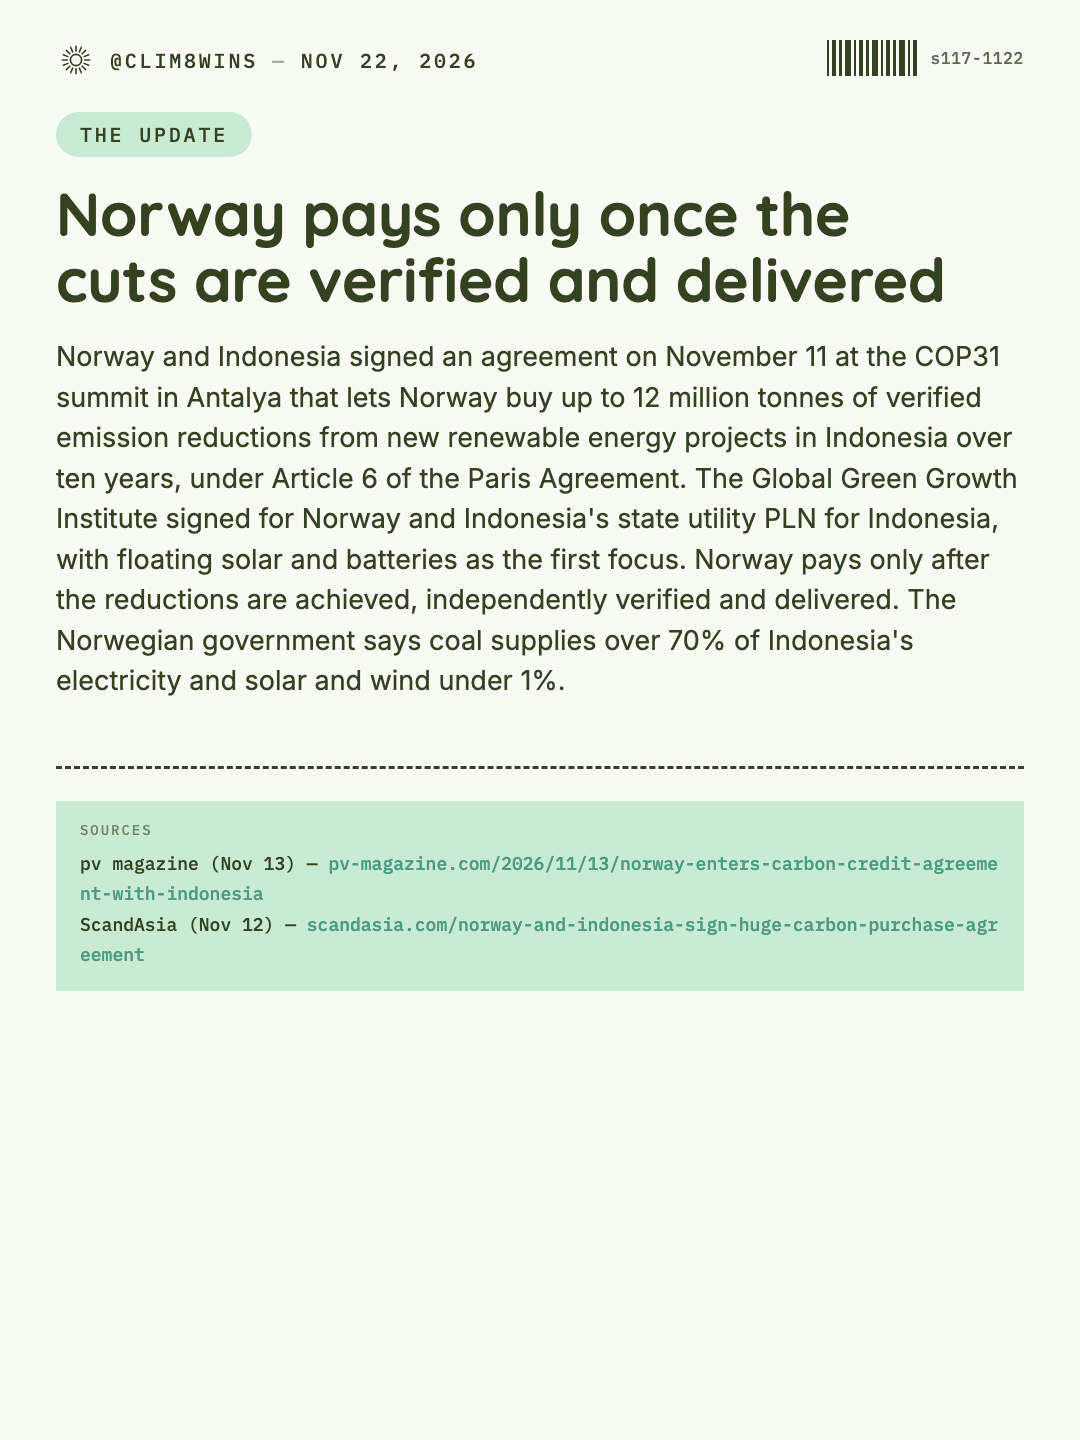 @CLIM8WINS — NOV 22, 2026
s117-1122
THE UPDATE
Norway pays only once the
cuts are verified and delivered
Norway and Indonesia signed an agreement on November 11 at the COP31
summit in Antalya that lets Norway buy up to 12 million tonnes of verified
emission reductions from new renewable energy projects in Indonesia over
ten years, under Article 6 of the Paris Agreement. The Global Green Growth
Institute signed for Norway and Indonesia's state utility PLN for Indonesia,
with floating solar and batteries as the first focus. Norway pays only after
the reductions are achieved, independently verified and delivered. The
Norwegian government says coal supplies over 70% of Indonesia's
electricity and solar and wind under 1%.
SOURCES
pv magazine (Nov 13) — pv-magazine.com/2026/11/13/norway-enters-carbon-credit-agreeme
nt-with-indonesia
ScandAsia (Nov 12) — scandasia.com/norway-and-indonesia-sign-huge-carbon-purchase-agr
eement